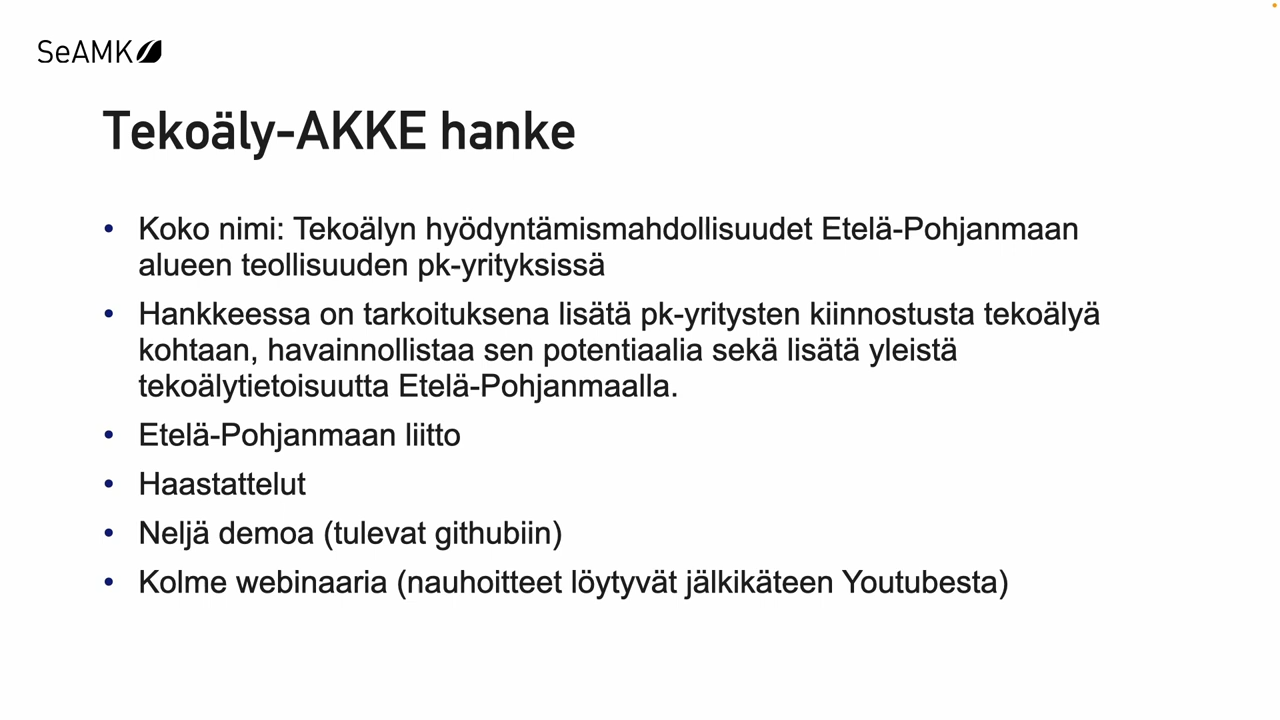 SeAMK
Tekoäly-AKKE hanke
• Koko nimi: Tekoälyn hyödyntämismahdollisuudet Etelä-Pohjanmaan
alueen teollisuuden pk-yrityksissä
• Hankkeessa on tarkoituksena lisätä pk-yritysten kiinnostusta tekoälyä
kohtaan, havainnollistaa sen potentiaalia sekä lisätä yleistä
tekoälytietoisuutta Etelä-Pohjanmaalla.
• Etelä-Pohjanmaan liitto
• Haastattelut
• Neljä demoa (tulevat githubiin)
• Kolme webinaaria (nauhoitteet löytyvät jälkikäteen Youtubesta)